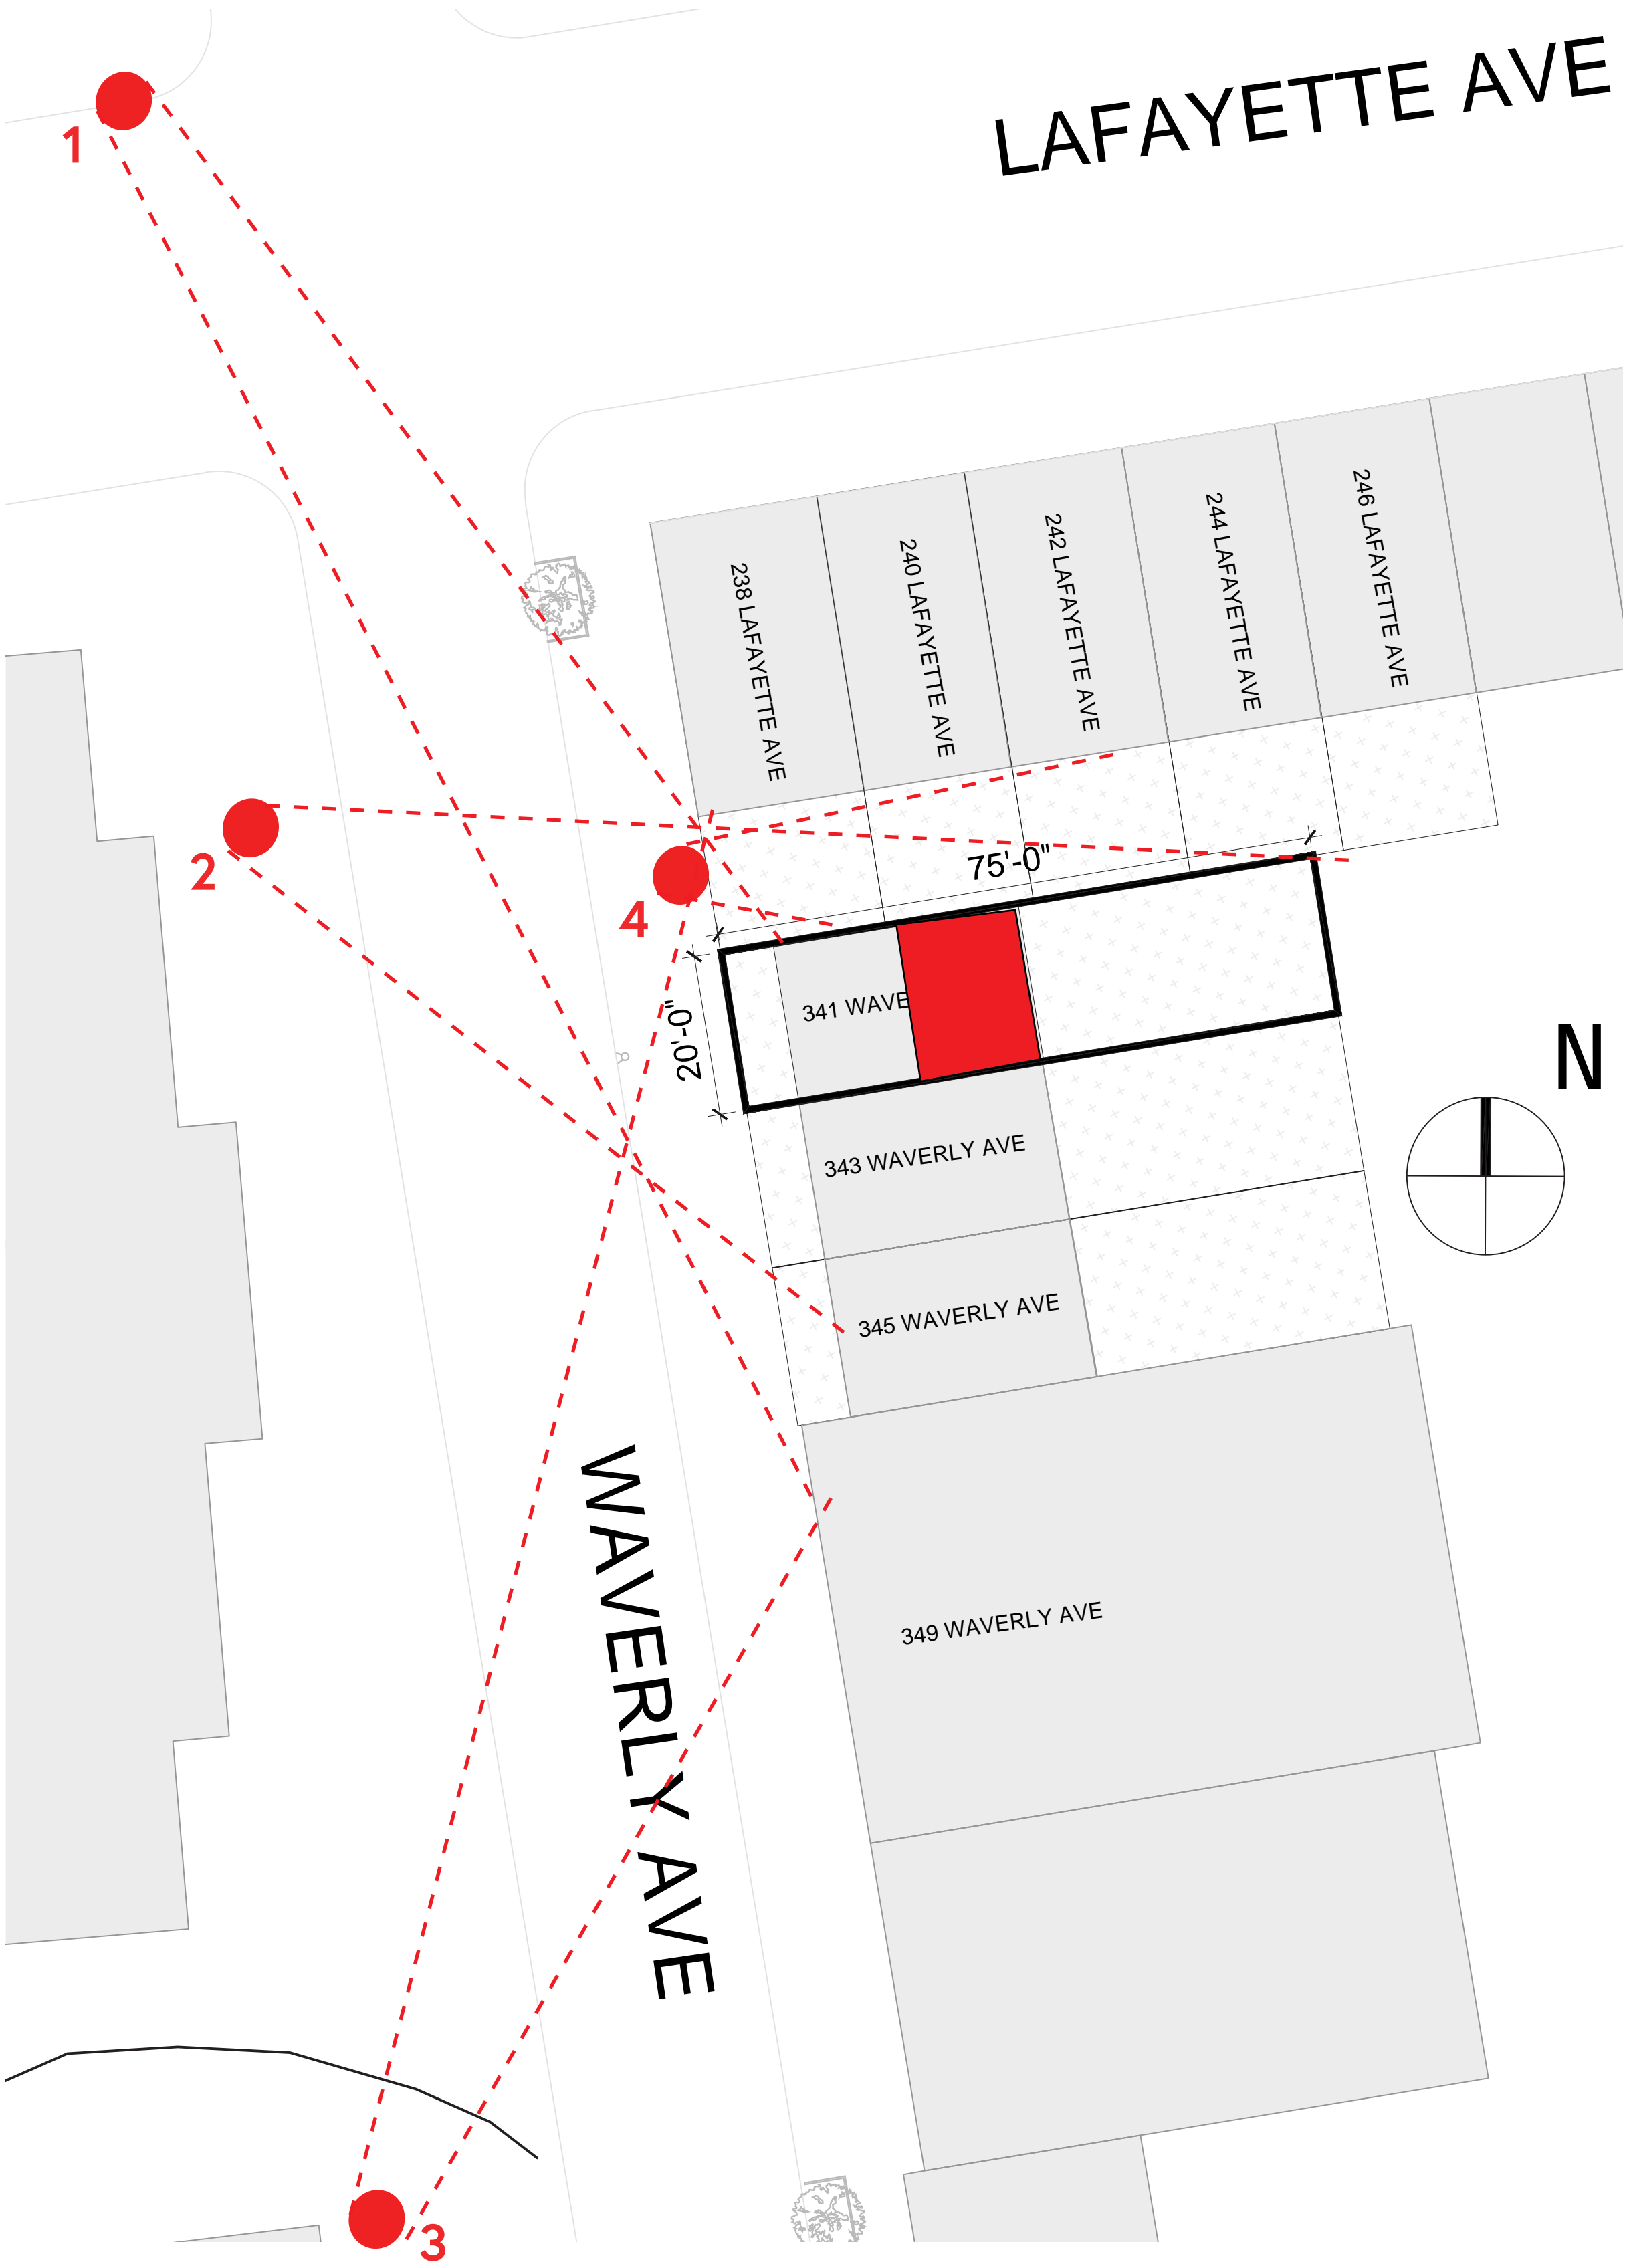 LAFAYETTE AVE
1
238 LAFAYETTE AVE
240 LAFAYETTE AVE
242 LAFAYETTE AVE
244 LAFAYETTE AVE
246 LAFAYETTE AVE
2
4
75'-0"
20'-0"
341 WAVE
N
343 WAVERLY AVE
345 WAVERLY AVE
WAVERLY AVE
349 WAVERLY AVE
3